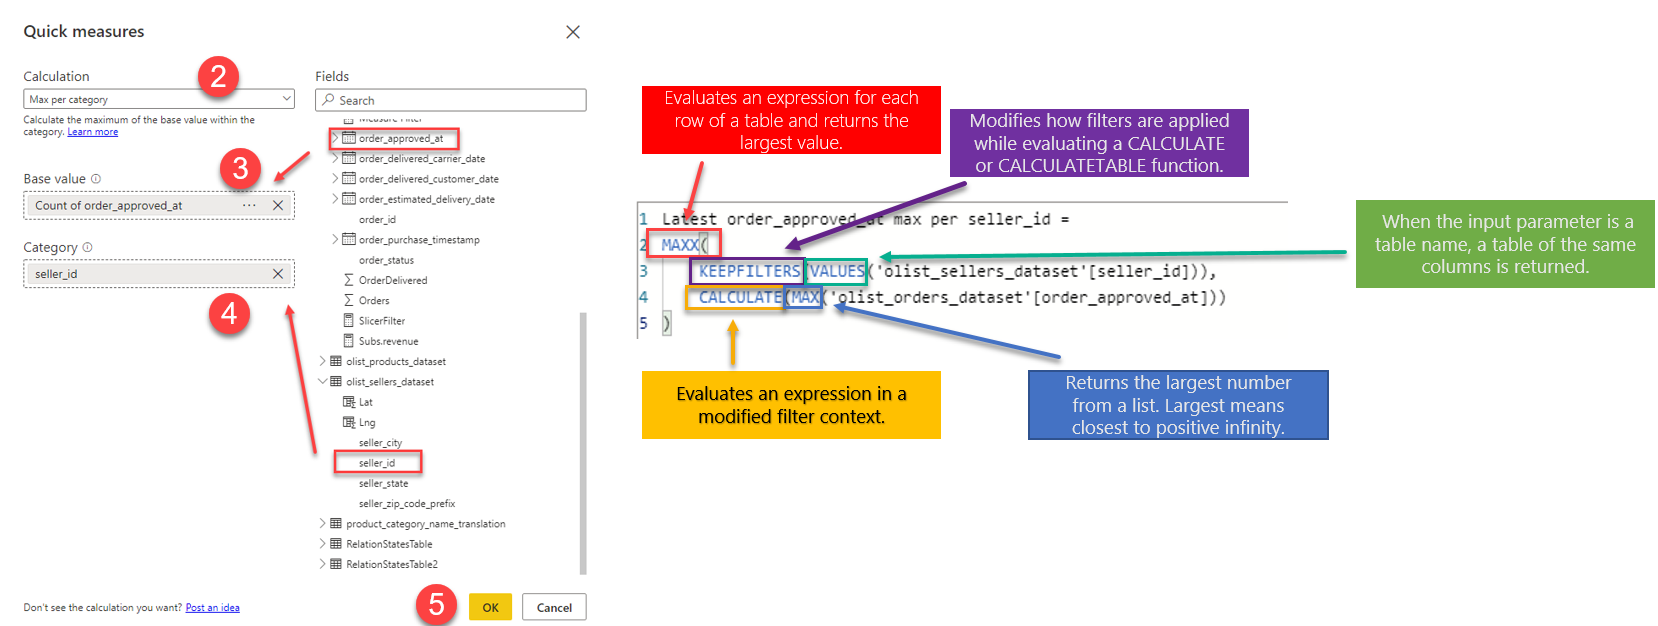 Quick measures
Calculation
2
Max per category
Calculate the maximum of the base value within the
category. Learn more
3
Base value
Count of order_approved_at
Category
seller_id
4
Don't see the calculation you want? Post an idea
Fields
Search
Measure Filter
order_approved_at
order_delivered_carrier_date
order_delivered_customer_date
order_estimated_delivery_date
order_id
order_purchase_timestamp
order_status
OrderDelivered
Orders
SlicerFilter
Subs.revenue
olist_products_dataset
olist_sellers_dataset
Lat
Lng
seller_city
seller_id
seller_state
seller_zip_code_prefix
product_category_name_translation
RelationStatesTable
RelationStatesTable2
5
OK
Cancel
Evaluates an expression for each
row of a table and returns the
largest value.
Modifies how filters are applied
while evaluating a CALCULATE
or CALCULATETABLE function.
When the input parameter is a
table name, a table of the same
columns is returned.
1 Latest order_approved_at max per seller_id =
2 MAXX(
3 KEEPFILTERS(VALUES('olist_sellers_dataset'[seller_id])),
4 CALCULATE(MAX('olist_orders_dataset'[order_approved_at]))
5 )
Evaluates an expression in a
modified filter context.
Returns the largest number
from a list. Largest means
closest to positive infinity.